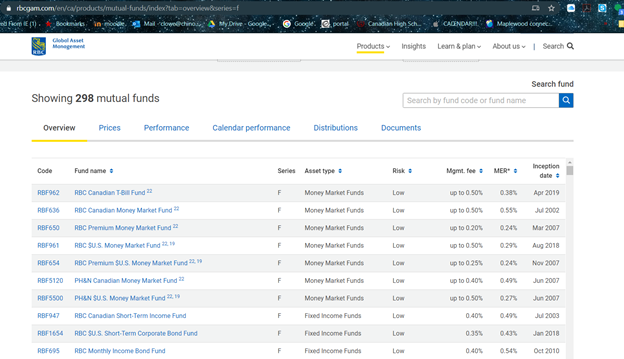 rbcgam.com/en/ca/products/mutual-funds/index?tab=overview&series=f
Bookmarks moodle Mail - clowo@chino... My Drive - Google... Google portal Canadian High Sch... CALENDAR!!! Maplewood connec...
RBC Global Asset Management Products Insights Learn & plan About us | Search
Search fund
Showing 298 mutual funds Search by fund code or fund name
Overview Prices Performance Calendar performance Distributions Documents
Code Fund name Series Asset type Risk Mgmt. fee MER* Inception date
RBF962 RBC Canadian T-Bill Fund 22 F Money Market Funds Low up to 0.50% 0.38% Apr 2019
RBF636 RBC Canadian Money Market Fund 22 F Money Market Funds Low up to 0.50% 0.55% Jul 2002
RBF650 RBC Premium Money Market Fund 22 F Money Market Funds Low up to 0.20% 0.24% Mar 2007
RBF961 RBC $U.S. Money Market Fund 22, 19 F Money Market Funds Low up to 0.50% 0.29% Aug 2018
RBF654 RBC Premium $U.S. Money Market Fund 22, 19 F Money Market Funds Low up to 0.25% 0.24% Nov 2007
RBF5120 PH&N Canadian Money Market Fund 22 F Money Market Funds Low up to 0.40% 0.49% Jun 2007
RBF5500 PH&N $U.S. Money Market Fund 22, 19 F Money Market Funds Low up to 0.50% 0.27% Jun 2007
RBF947 RBC Canadian Short-Term Income Fund F Fixed Income Funds Low 0.40% 0.49% Jul 2003
RBF1654 RBC $U.S. Short-Term Corporate Bond Fund F Fixed Income Funds Low 0.35% 0.43% Jan 2018
RBF695 RBC Monthly Income Bond Fund F Fixed Income Funds Low 0.40% 0.54% Oct 2010